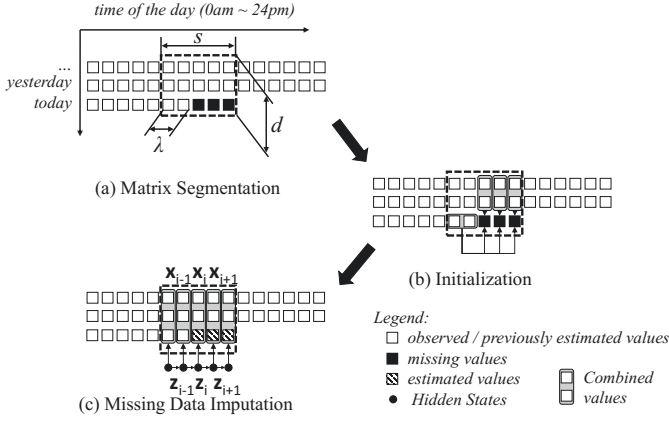 time of the day (0am ~ 24pm)
s
...
yesterday
today
λ
d
(a) Matrix Segmentation
(b) Initialization
x_{i-1} x_i x_{i+1}
z_{i-1} z_i z_{i+1}
(c) Missing Data Imputation
Legend:
observed / previously estimated values
missing values
estimated values
Hidden States
Combined
values